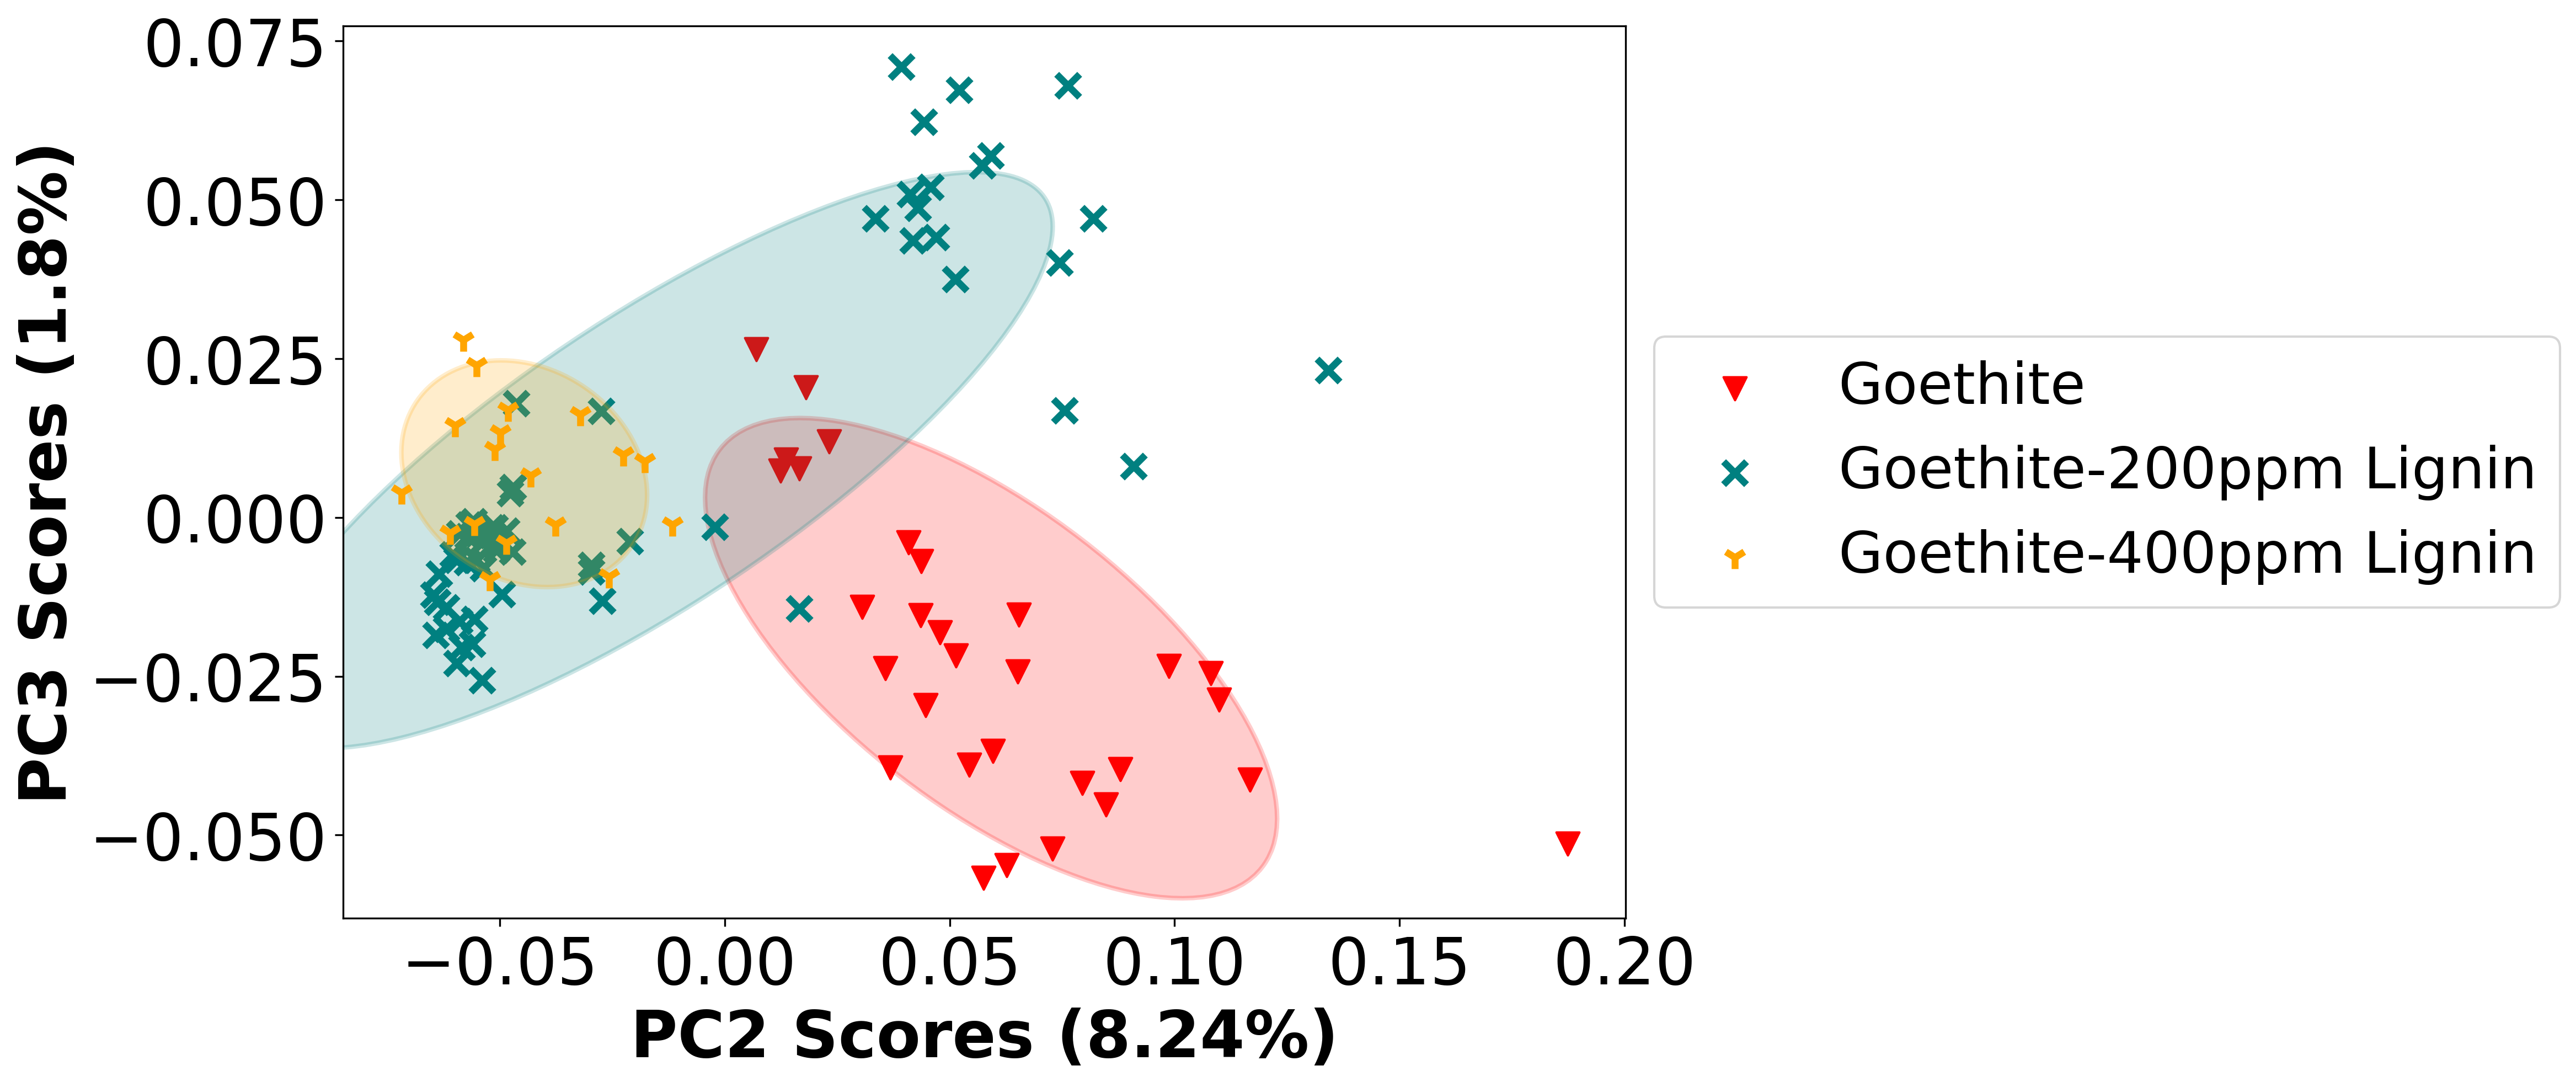 0.075
0.050
0.025
0.000
−0.025
−0.050
PC3 Scores (1.8%)
−0.05
0.00
0.05
0.10
0.15
0.20
PC2 Scores (8.24%)
Goethite
Goethite-200ppm Lignin
Goethite-400ppm Lignin